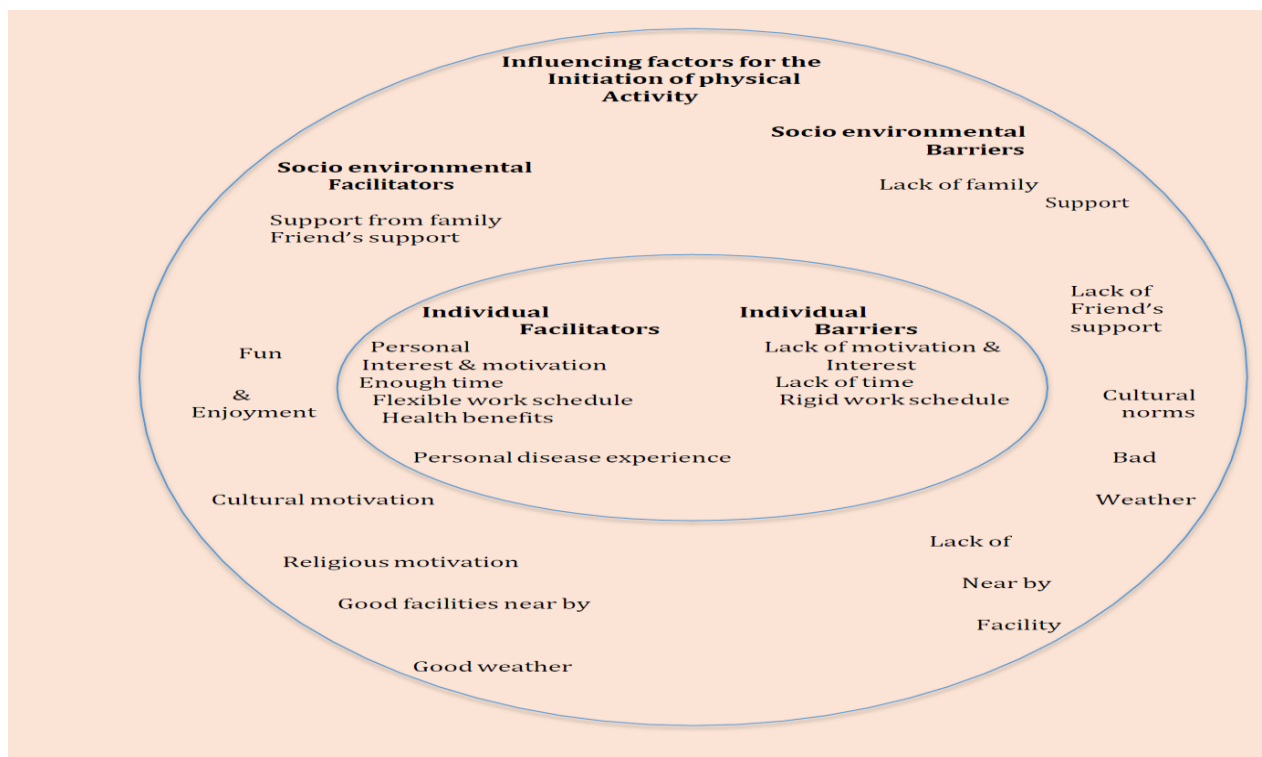 Influencing factors for the
Initiation of physical
Activity
Socio environmental
Facilitators
Support from family
Friend's support
Fun
&
Enjoyment
Cultural motivation
Religious motivation
Good facilities near by
Good weather
Socio environmental
Barriers
Lack of family
Support
Lack of
Friend's
support
Cultural
norms
Bad
Weather
Lack of
Near by
Facility
Individual
Facilitators
Personal
Interest & motivation
Enough time
Flexible work schedule
Health benefits
Personal disease experience
Individual
Barriers
Lack of motivation &
Interest
Lack of time
Rigid work schedule